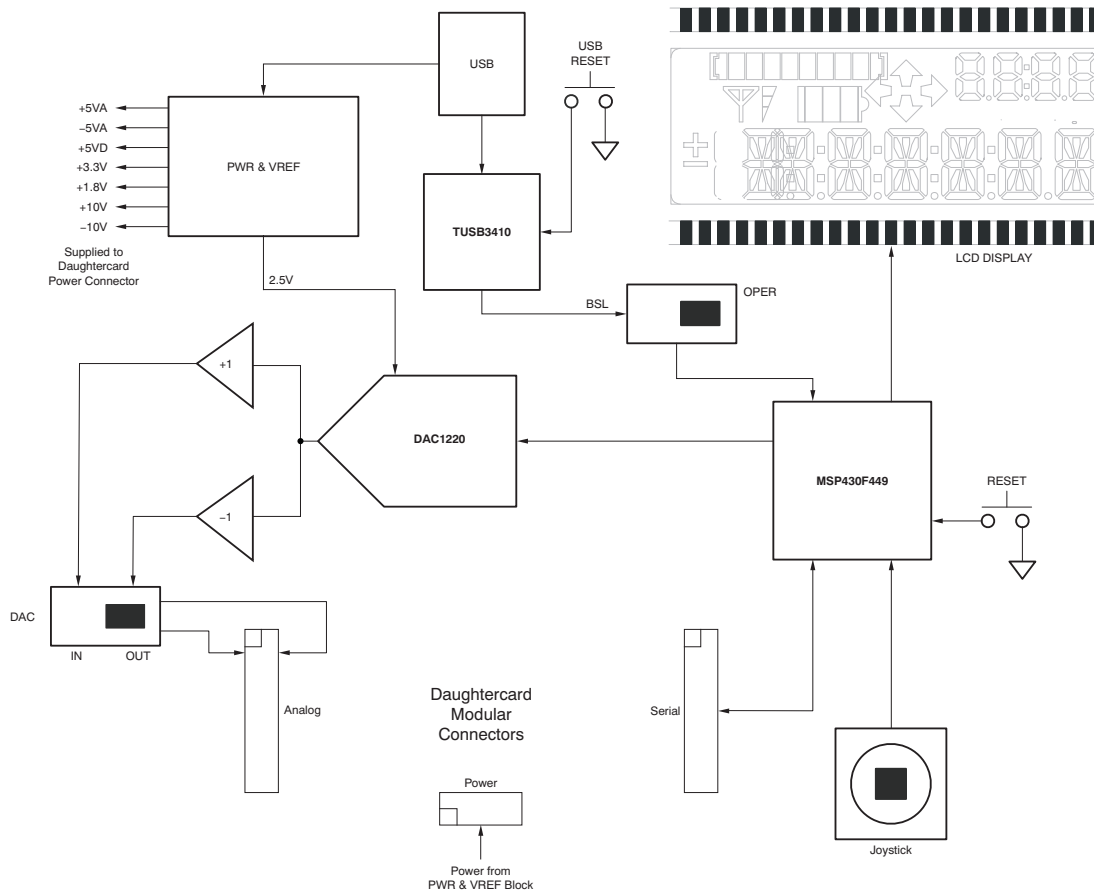 USB
USB
RESET
+5VA
−5VA
+5VD
+3.3V
+1.8V
+10V
−10V
PWR & VREF
Supplied to
Daughtercard
Power Connector
TUSB3410
LCD DISPLAY
2.5V
BSL
OPER
+1
DAC1220
MSP430F449
RESET
−1
DAC
IN
OUT
Analog
Daughtercard
Modular
Connectors
Serial
Power
Power from
PWR & VREF Block
Joystick